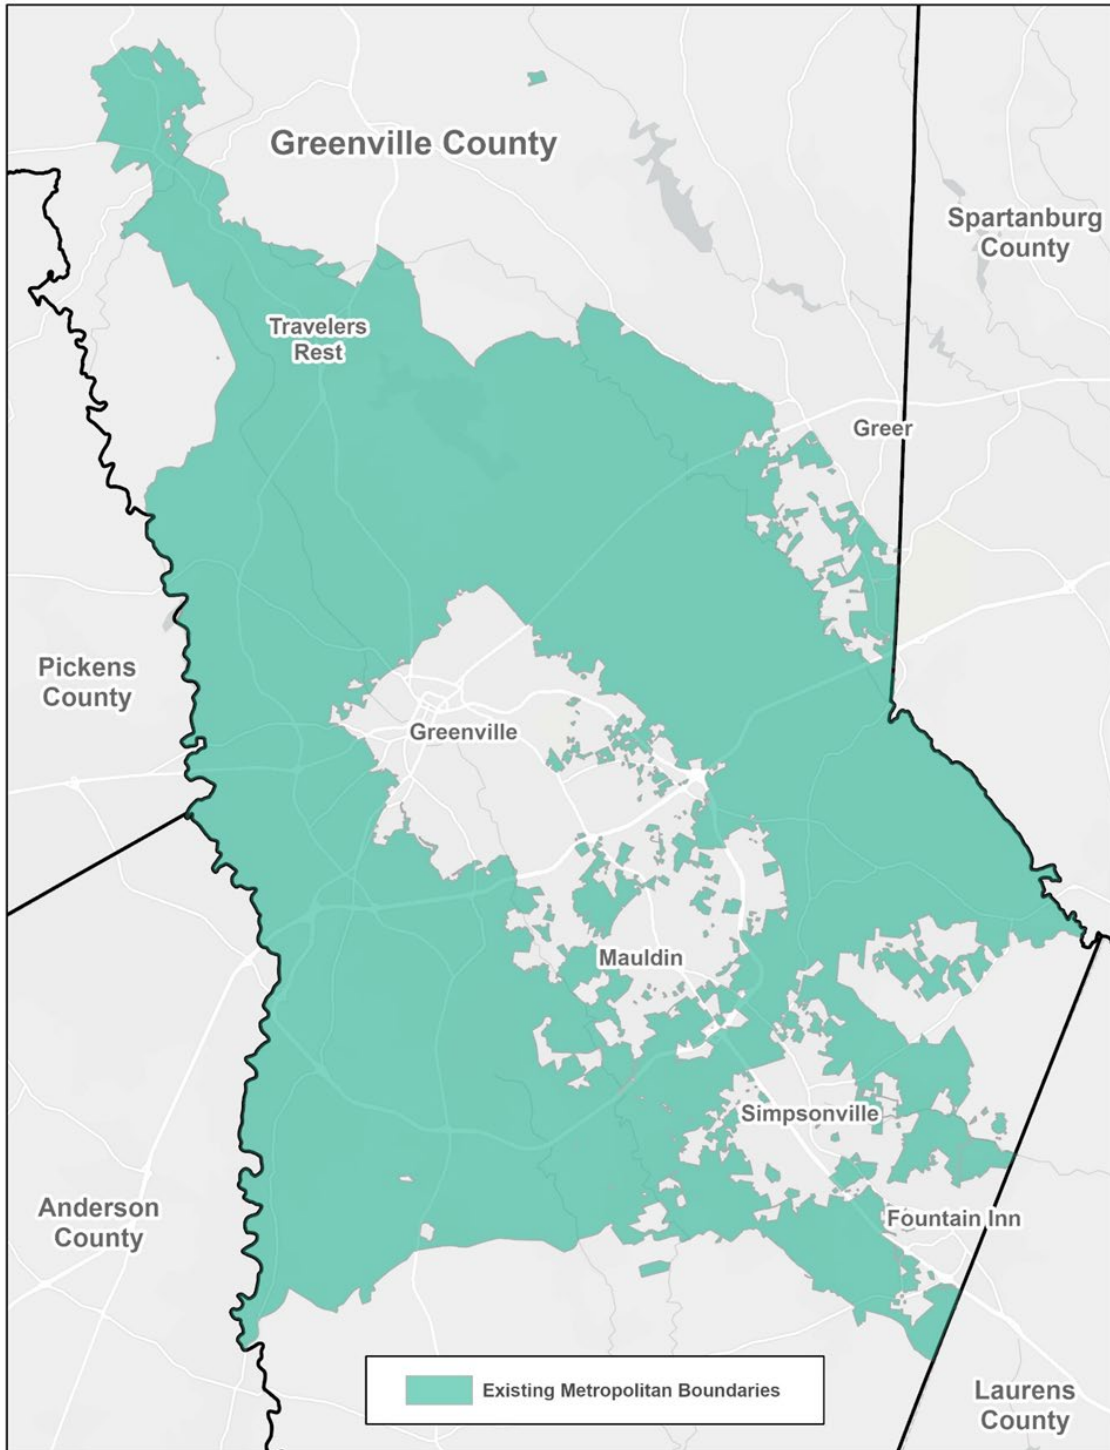 Greenville County
Spartanburg
County
Travelers
Rest
Greer
Pickens
County
Greenville
Mauldin
Simpsonville
Anderson
County
Fountain Inn
Existing Metropolitan Boundaries
Laurens
County